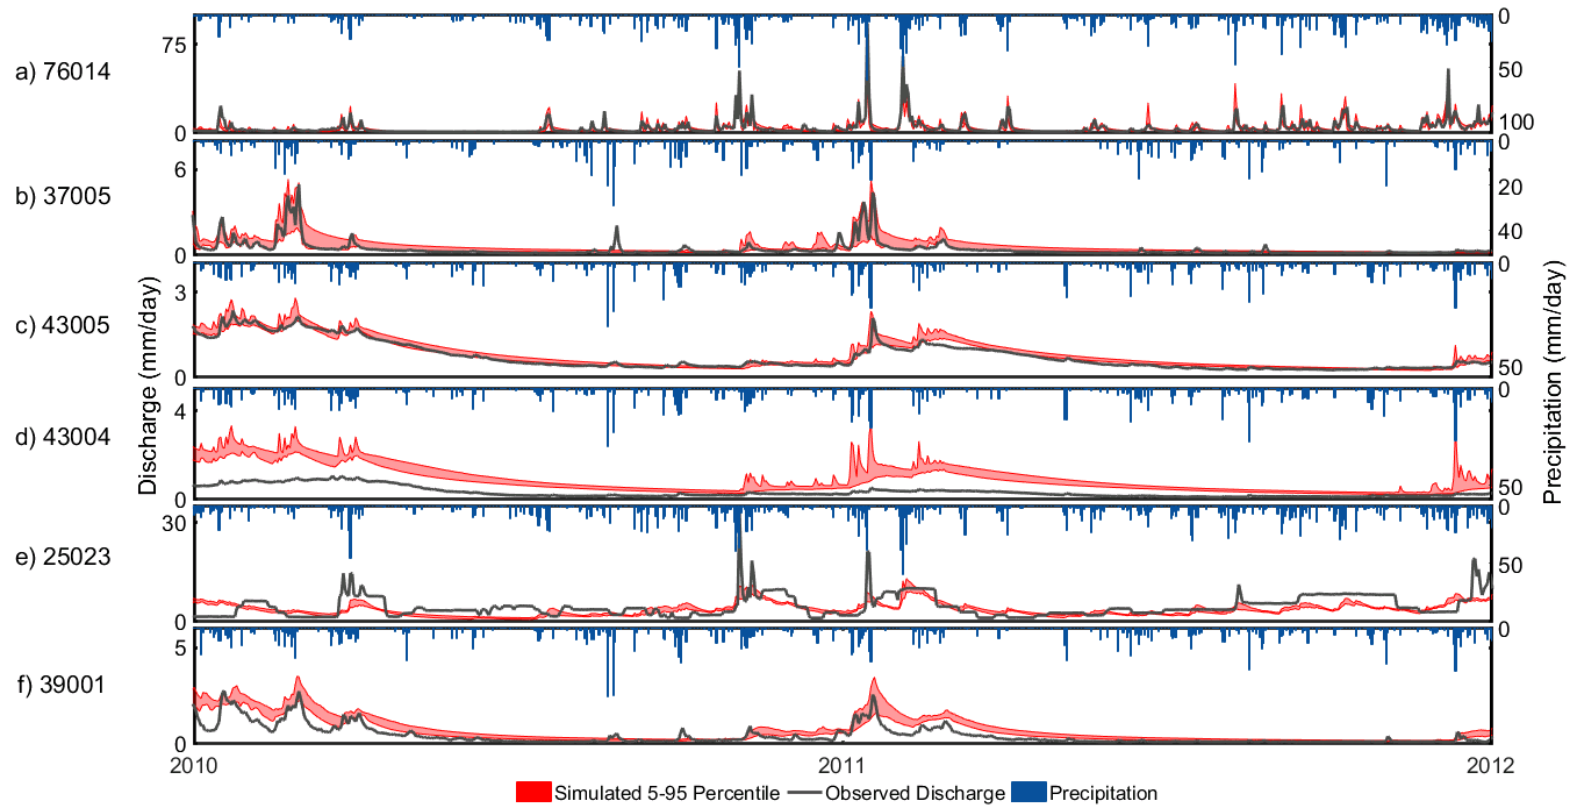 0
75
a) 76014
50
100
0
0
6
20
b) 37005
40
0
0
3
c) 43005
50
0
0
4
d) 43004
50
0
0
30
e) 25023
50
0
0
5
f) 39001
0
Discharge (mm/day)
Precipitation (mm/day)
2010
2011
2012
Simulated 5-95 Percentile
Observed Discharge
Precipitation